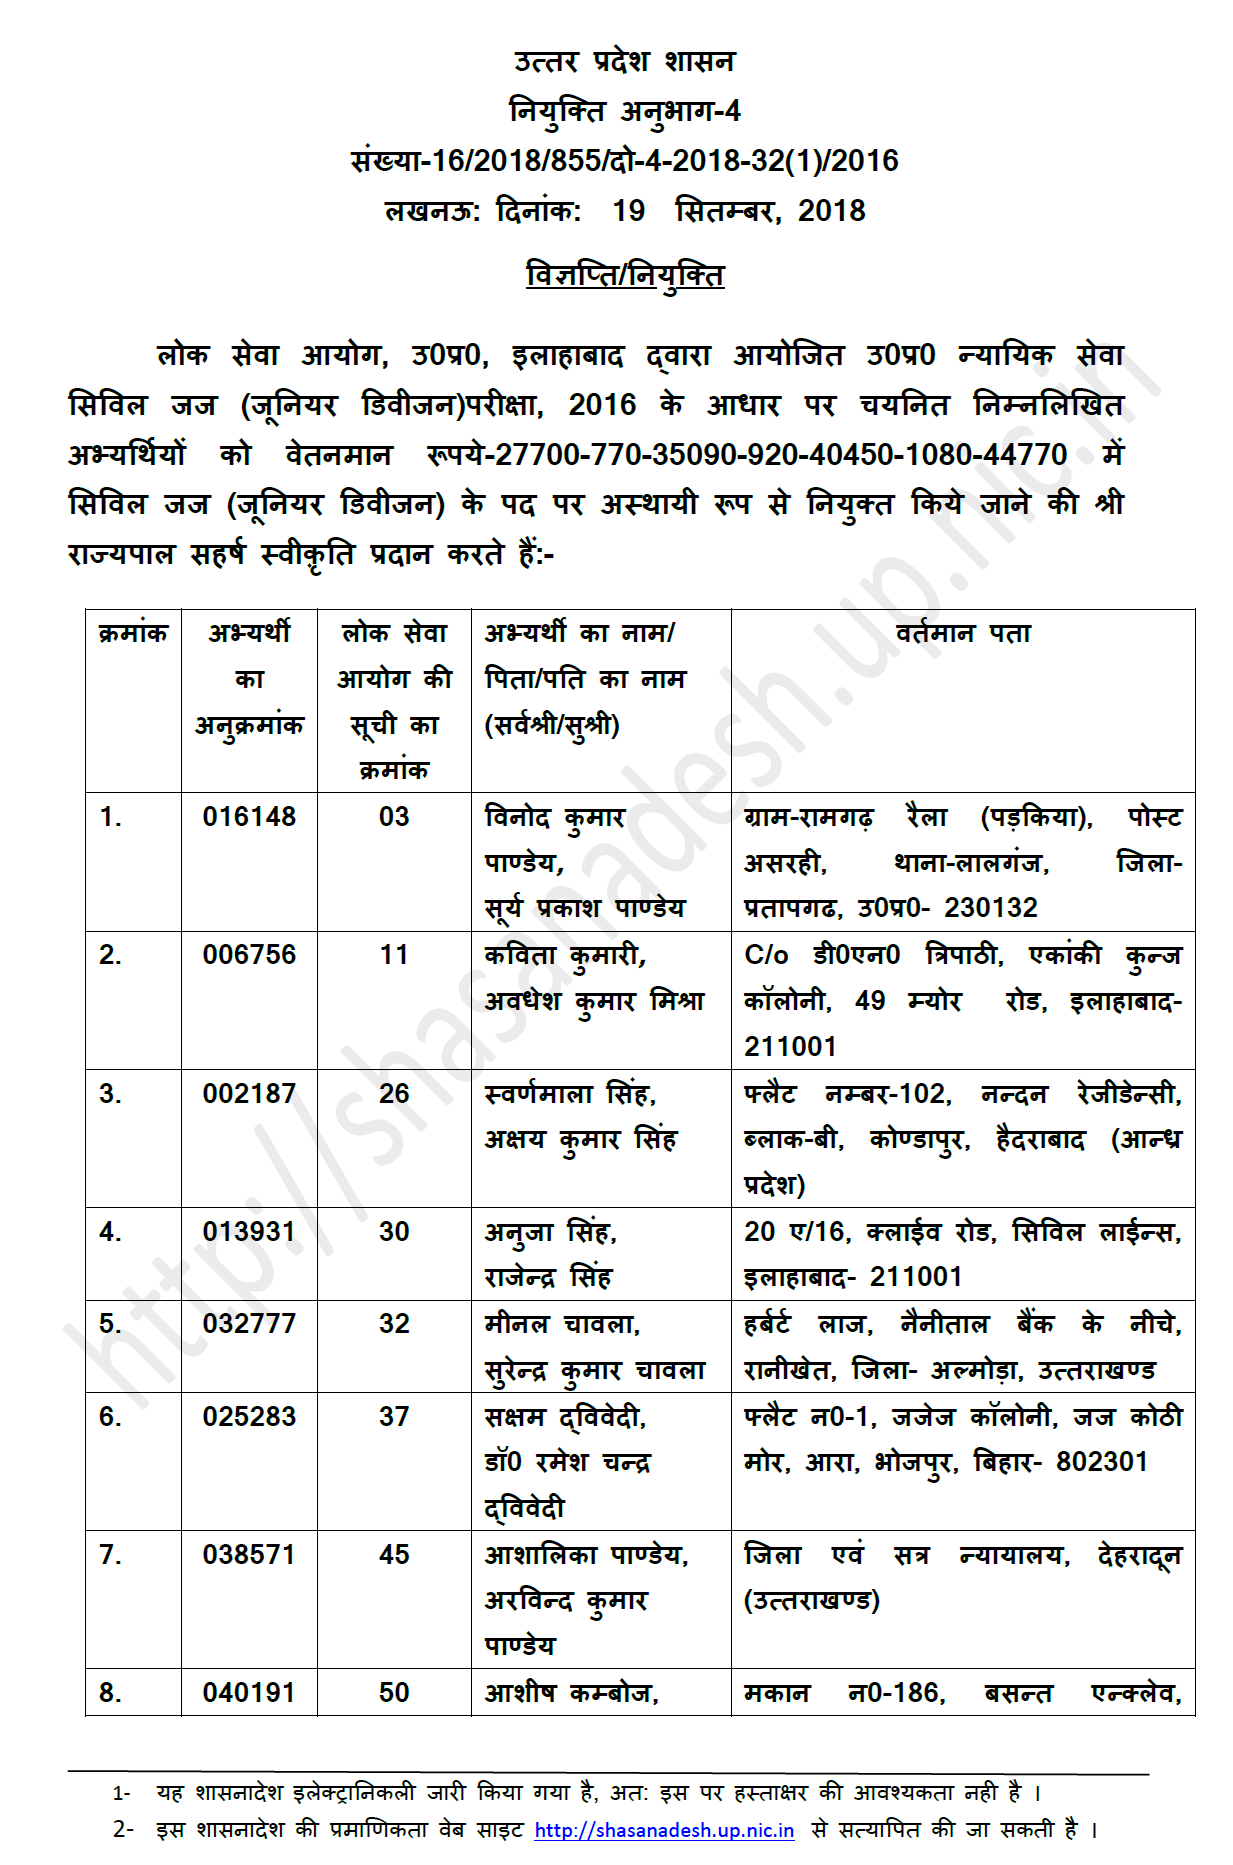 उत्तर प्रदेश शासन
नियुक्ति अनुभाग-4
संख्या-16/2018/855/दो-4-2018-32(1)/2016
लखनऊः दिनांकः 19 सितम्बर, 2018
विज्ञप्ति/नियुक्ति
लोक सेवा आयोग, उ0प्र0, इलाहाबाद द्वारा आयोजित उ0प्र0 न्यायिक सेवा
सिविल जज (जूनियर डिवीजन)परीक्षा, 2016 के आधार पर चयनित निम्नलिखित
अभ्यर्थियों को वेतनमान रूपये-27700-770-35090-920-40450-1080-44770 में
सिविल जज (जूनियर डिवीजन) के पद पर अस्थायी रूप से नियुक्त किये जाने की श्री
राज्यपाल सहर्ष स्वीकृति प्रदान करते हैं:-
क्रमांक
अभ्यर्थी
का
अनुक्रमांक
लोक सेवा
आयोग की
सूची का
क्रमांक
अभ्यर्थी का नाम/
पिता/पति का नाम
(सर्वश्री/सुश्री)
वर्तमान पता
1.
016148
03
विनोद कुमार
पाण्डेय,
सूर्य प्रकाश पाण्डेय
ग्राम-रामगढ़ रैला (पड़किया), पोस्ट
असरही, थाना-लालगंज, जिला-
प्रतापगढ, उ0प्र0- 230132
2.
006756
11
कविता कुमारी,
अवधेश कुमार मिश्रा
C/o डी0एन0 त्रिपाठी, एकांकी कुन्ज
कॉलोनी, 49 म्योर रोड, इलाहाबाद-
211001
3.
002187
26
स्वर्णमाला सिंह,
अक्षय कुमार सिंह
फ्लैट नम्बर-102, नन्दन रेजीडेन्सी,
ब्लाक-बी, कोण्डापुर, हैदराबाद (आन्ध्र
प्रदेश)
4.
013931
30
अनुजा सिंह,
राजेन्द्र सिंह
20 ए/16, क्लाईव रोड, सिविल लाईन्स,
इलाहाबाद- 211001
5.
032777
32
मीनल चावला,
सुरेन्द्र कुमार चावला
हर्बर्ट लाज, नैनीताल बैंक के नीचे,
रानीखेत, जिला- अल्मोड़ा, उत्तराखण्ड
6.
025283
37
सक्षम द्विवेदी,
डॉ0 रमेश चन्द्र
द्विवेदी
फ्लैट न0-1, जजेज कॉलोनी, जज कोठी
मोर, आरा, भोजपुर, बिहार- 802301
7.
038571
45
आशालिका पाण्डेय,
अरविन्द कुमार
पाण्डेय
जिला एवं सत्र न्यायालय, देहरादून
(उत्तराखण्ड)
8.
040191
50
आशीष कम्बोज,
मकान न0-186, बसन्त एन्क्लेव,
http://shasanadesh.up.nic.in
1- यह शासनादेश इलेक्ट्रानिकली जारी किया गया है, अतः इस पर हस्ताक्षर की आवश्यकता नही है ।
2- इस शासनादेश की प्रमाणिकता वेब साइट http://shasanadesh.up.nic.in से सत्यापित की जा सकती है ।